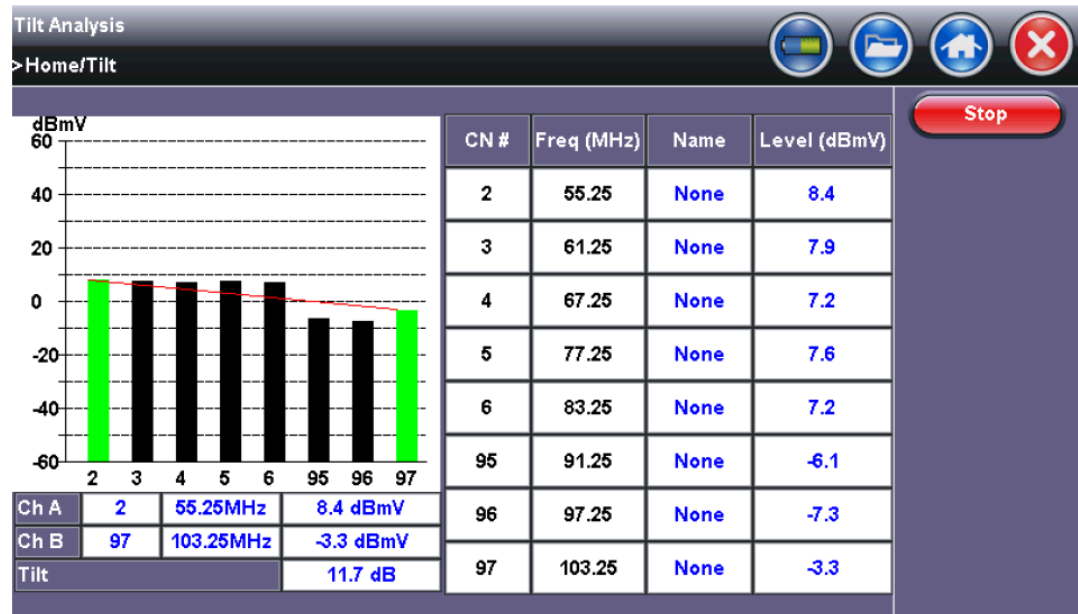 Tilt Analysis
>Home/Tilt
Stop
dBmV
60
40
20
0
-20
-40
-60
2 3 4 5 6 95 96 97
Ch A 2 55.25MHz 8.4 dBmV
Ch B 97 103.25MHz -3.3 dBmV
Tilt 11.7 dB
CN # Freq (MHz) Name Level (dBmV)
2 55.25 None 8.4
3 61.25 None 7.9
4 67.25 None 7.2
5 77.25 None 7.6
6 83.25 None 7.2
95 91.25 None -6.1
96 97.25 None -7.3
97 103.25 None -3.3